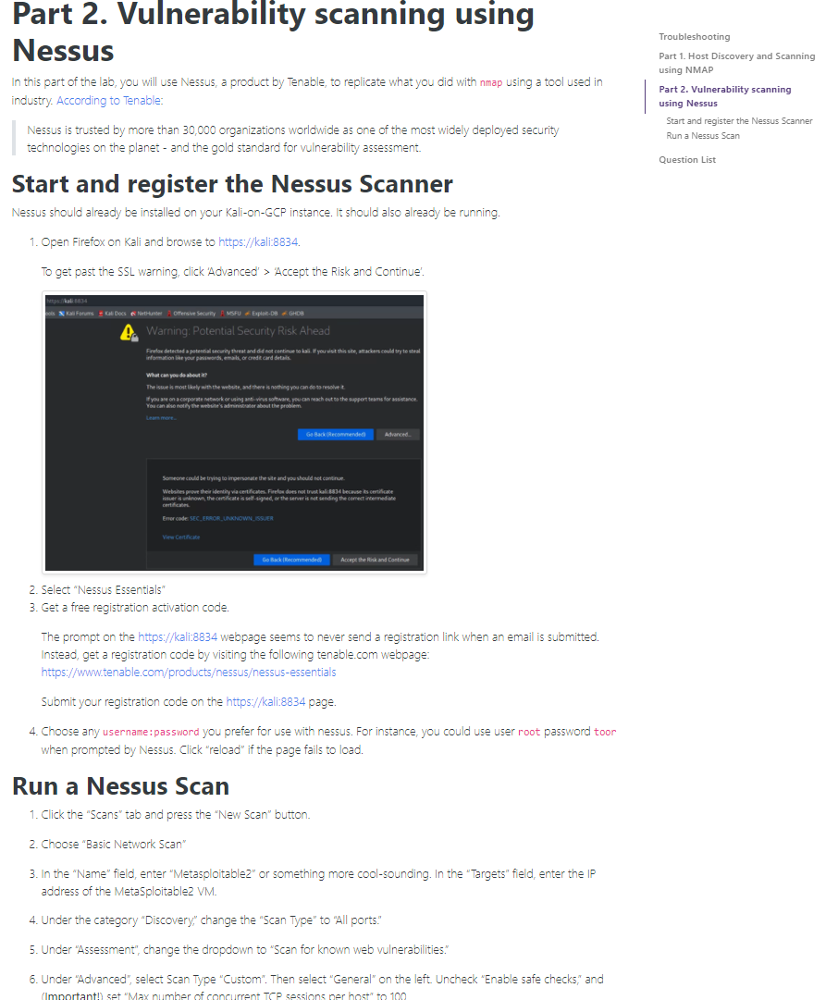 Part 2. Vulnerability scanning using
Nessus
In this part of the lab, you will use Nessus, a product by Tenable, to replicate what you did with nmap using a tool used in
industry. According to Tenable:
Nessus is trusted by more than 30,000 organizations worldwide as one of the most widely deployed security
technologies on the planet - and the gold standard for vulnerability assessment.
Start and register the Nessus Scanner
Nessus should already be installed on your Kali-on-GCP instance. It should also already be running.
1. Open Firefox on Kali and browse to https://kali:8834.
To get past the SSL warning, click ‘Advanced’ > ‘Accept the Risk and Continue’.
https://kali:8834
ools Kali Forums Kali Docs NetHunter Offensive Security MSFU Exploit-DB GHDB
Warning: Potential Security Risk Ahead
Firefox detected a potential security threat and did not continue to kali. If you visit this site, attackers could try to steal
information like your passwords, emails, or credit card details.
What can you do about it?
The issue is most likely with the website, and there is nothing you can do to resolve it.
If you are on a corporate network or using anti-virus software, you can reach out to the support teams for assistance.
You can also notify the website's administrator about the problem.
Learn more...
Go Back (Recommended) Advanced...
Someone could be trying to impersonate the site and you should not continue.
Websites prove their identity via certificates. Firefox does not trust kali:8834 because its certificate
issuer is unknown, the certificate is self-signed, or the server is not sending the correct intermediate
certificates.
Error code: SEC_ERROR_UNKNOWN_ISSUER
View Certificate
Go Back (Recommended) Accept the Risk and Continue
2. Select “Nessus Essentials”
3. Get a free registration activation code.
The prompt on the https://kali:8834 webpage seems to never send a registration link when an email is submitted.
Instead, get a registration code by visiting the following tenable.com webpage:
https://www.tenable.com/products/nessus/nessus-essentials
Submit your registration code on the https://kali:8834 page.
4. Choose any username:password you prefer for use with nessus. For instance, you could use user root password toor
when prompted by Nessus. Click “reload” if the page fails to load.
Run a Nessus Scan
1. Click the “Scans” tab and press the “New Scan” button.
2. Choose “Basic Network Scan”
3. In the “Name” field, enter “Metasploitable2” or something more cool-sounding. In the “Targets” field, enter the IP
address of the MetaSploitable2 VM.
4. Under the category “Discovery,” change the “Scan Type” to “All ports.”
5. Under “Assessment”, change the dropdown to “Scan for known web vulnerabilities.”
6. Under “Advanced”, select Scan Type “Custom”. Then select “General” on the left. Uncheck “Enable safe checks,” and
(Important!) set “Max number of concurrent TCP sessions per host” to 100.
Troubleshooting
Part 1. Host Discovery and Scanning
using NMAP
Part 2. Vulnerability scanning
using Nessus
Start and register the Nessus Scanner
Run a Nessus Scan
Question List